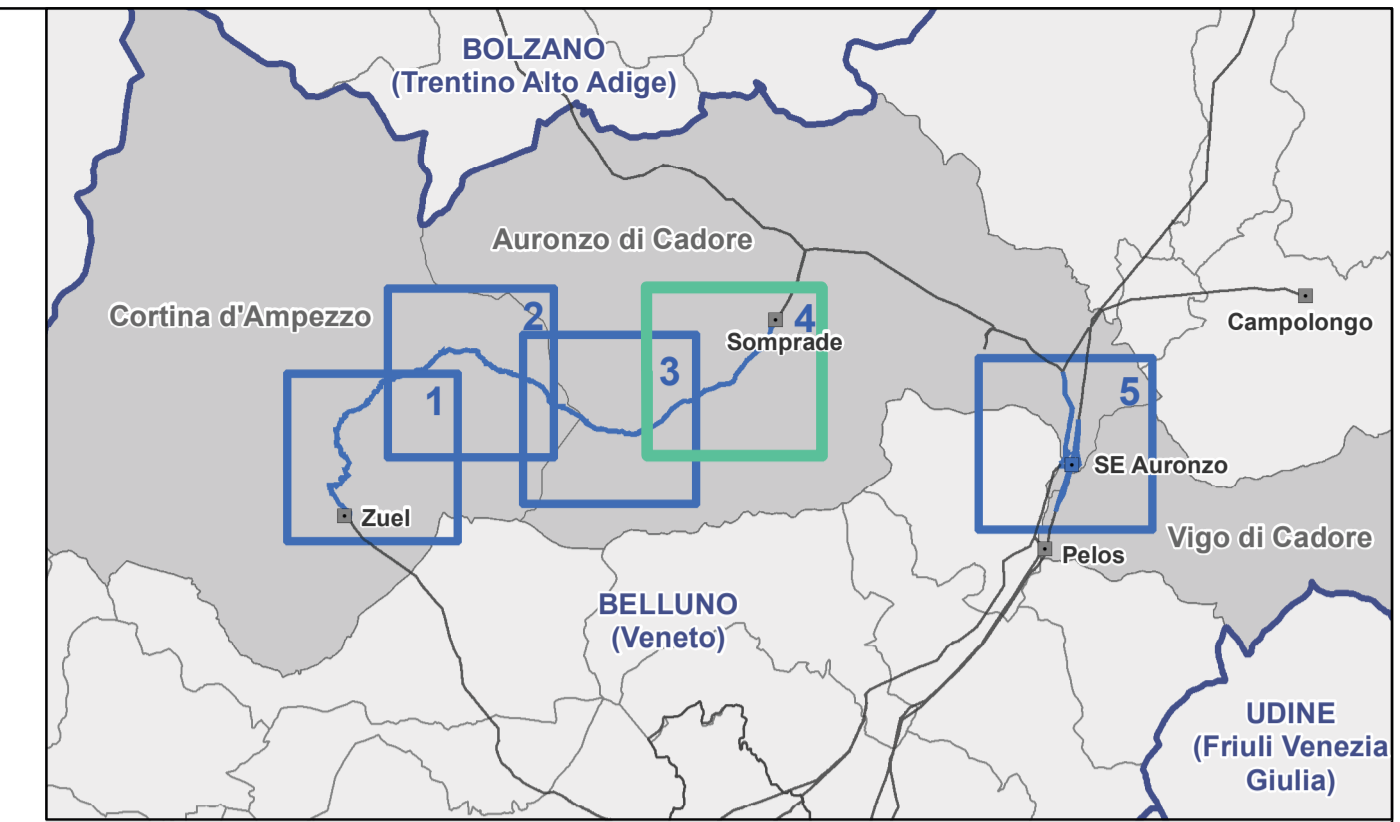 BOLZANO
(Trentino Alto Adige)
Auronzo di Cadore
Cortina d'Ampezzo
2
4
Somprade
Campolongo
3
1
5
SE Auronzo
Zuel
Vigo di Cadore
Pelos
BELLUNO
(Veneto)
UDINE
(Friuli Venezia
Giulia)